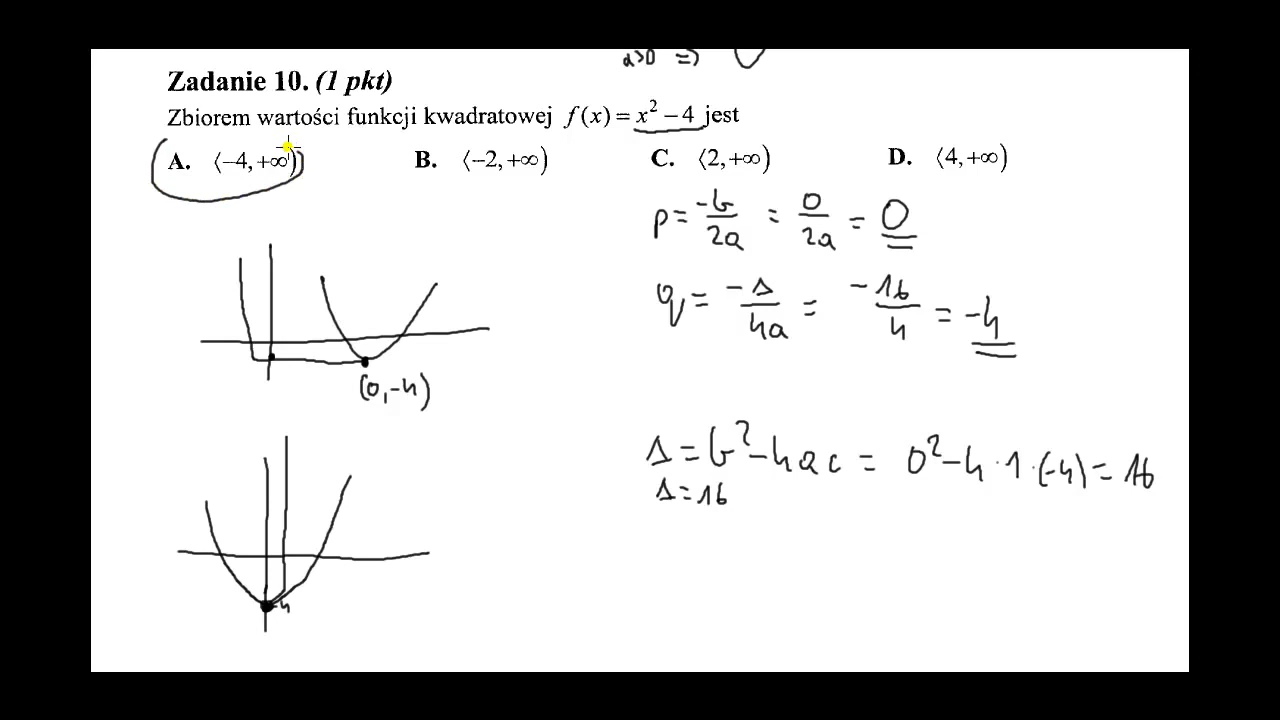 a>0 =>
Zadanie 10. (1 pkt)
Zbiorem wartości funkcji kwadratowej f(x) = x² − 4 jest
A. ⟨−4, +∞) B. ⟨−2, +∞) C. ⟨2, +∞) D. ⟨4, +∞)
p = -b/2a = 0/2a = 0
q = -Δ/4a = -16/4 = -4
(0, -4)
Δ = b² - 4ac = 0² - 4·1·(-4) = 16
Δ = 16
-4